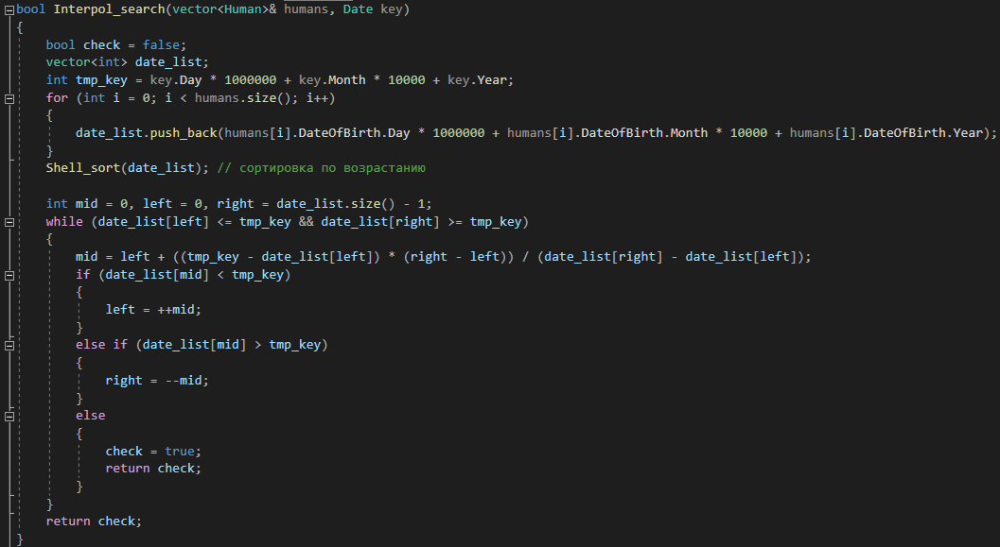 bool Interpol_search(vector<Human>& humans, Date key)
{
bool check = false;
vector<int> date_list;
int tmp_key = key.Day * 1000000 + key.Month * 10000 + key.Year;
for (int i = 0; i < humans.size(); i++)
{
date_list.push_back(humans[i].DateOfBirth.Day * 1000000 + humans[i].DateOfBirth.Month * 10000 + humans[i].DateOfBirth.Year);
}
Shell_sort(date_list); // сортировка по возрастанию
int mid = 0, left = 0, right = date_list.size() - 1;
while (date_list[left] <= tmp_key && date_list[right] >= tmp_key)
{
mid = left + ((tmp_key - date_list[left]) * (right - left)) / (date_list[right] - date_list[left]);
if (date_list[mid] < tmp_key)
{
left = ++mid;
}
else if (date_list[mid] > tmp_key)
{
right = --mid;
}
else
{
check = true;
return check;
}
}
return check;
}